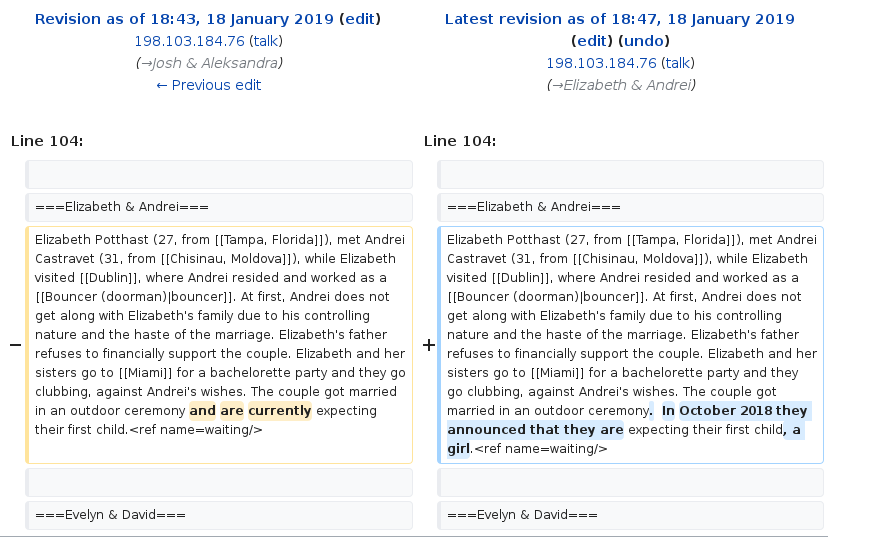 Revision as of 18:43, 18 January 2019 (edit)
198.103.184.76 (talk)
(→Josh & Aleksandra)
← Previous edit
Latest revision as of 18:47, 18 January 2019
(edit) (undo)
198.103.184.76 (talk)
(→Elizabeth & Andrei)
Line 104:
Line 104:
===Elizabeth & Andrei===
===Elizabeth & Andrei===
−
Elizabeth Potthast (27, from [[Tampa, Florida]]), met Andrei
Castravet (31, from [[Chisinau, Moldova]]), while Elizabeth
visited [[Dublin]], where Andrei resided and worked as a
[[Bouncer (doorman)|bouncer]]. At first, Andrei does not
get along with Elizabeth's family due to his controlling
nature and the haste of the marriage. Elizabeth's father
refuses to financially support the couple. Elizabeth and her
sisters go to [[Miami]] for a bachelorette party and they go
clubbing, against Andrei's wishes. The couple got married
in an outdoor ceremony and are currently expecting
their first child.<ref name=waiting/>
+
Elizabeth Potthast (27, from [[Tampa, Florida]]), met Andrei
Castravet (31, from [[Chisinau, Moldova]]), while Elizabeth
visited [[Dublin]], where Andrei resided and worked as a
[[Bouncer (doorman)|bouncer]]. At first, Andrei does not
get along with Elizabeth's family due to his controlling
nature and the haste of the marriage. Elizabeth's father
refuses to financially support the couple. Elizabeth and her
sisters go to [[Miami]] for a bachelorette party and they
go clubbing, against Andrei's wishes. The couple got
married in an outdoor ceremony.  In October 2018 they
announced that they are expecting their first child, a
girl.<ref name=waiting/>
===Evelyn & David===
===Evelyn & David===